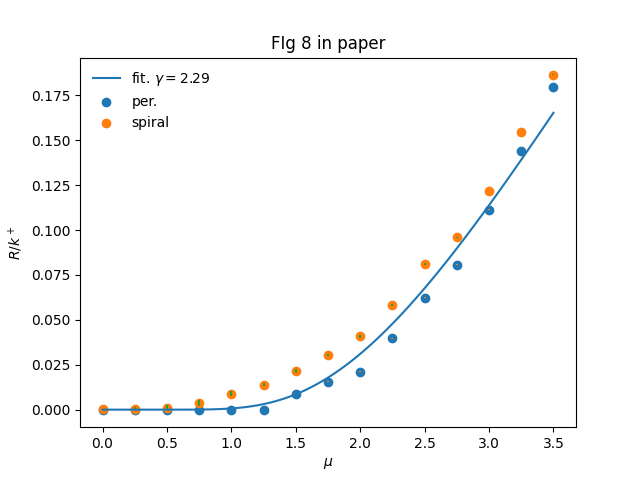 FIg 8 in paper
fit. γ = 2.29
per.
spiral
R/k⁺
0.175
0.150
0.125
0.100
0.075
0.050
0.025
0.000
0.0 0.5 1.0 1.5 2.0 2.5 3.0 3.5
μ